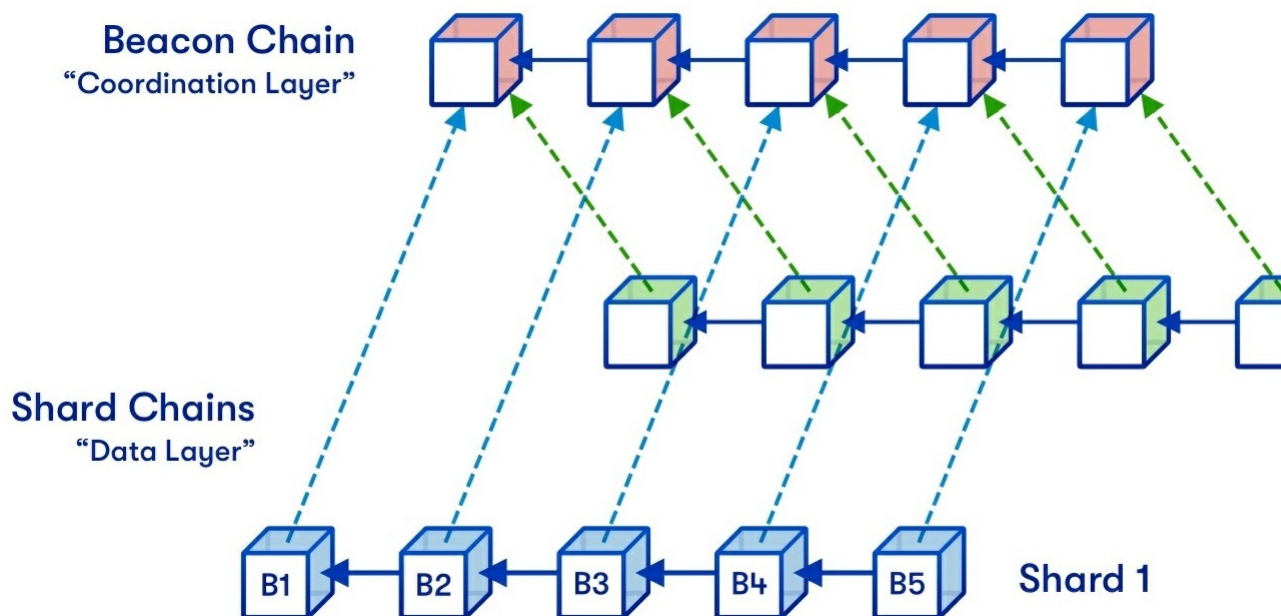 Beacon Chain
“Coordination Layer”
Shard Chains
“Data Layer”
B1 B2 B3 B4 B5 Shard 1